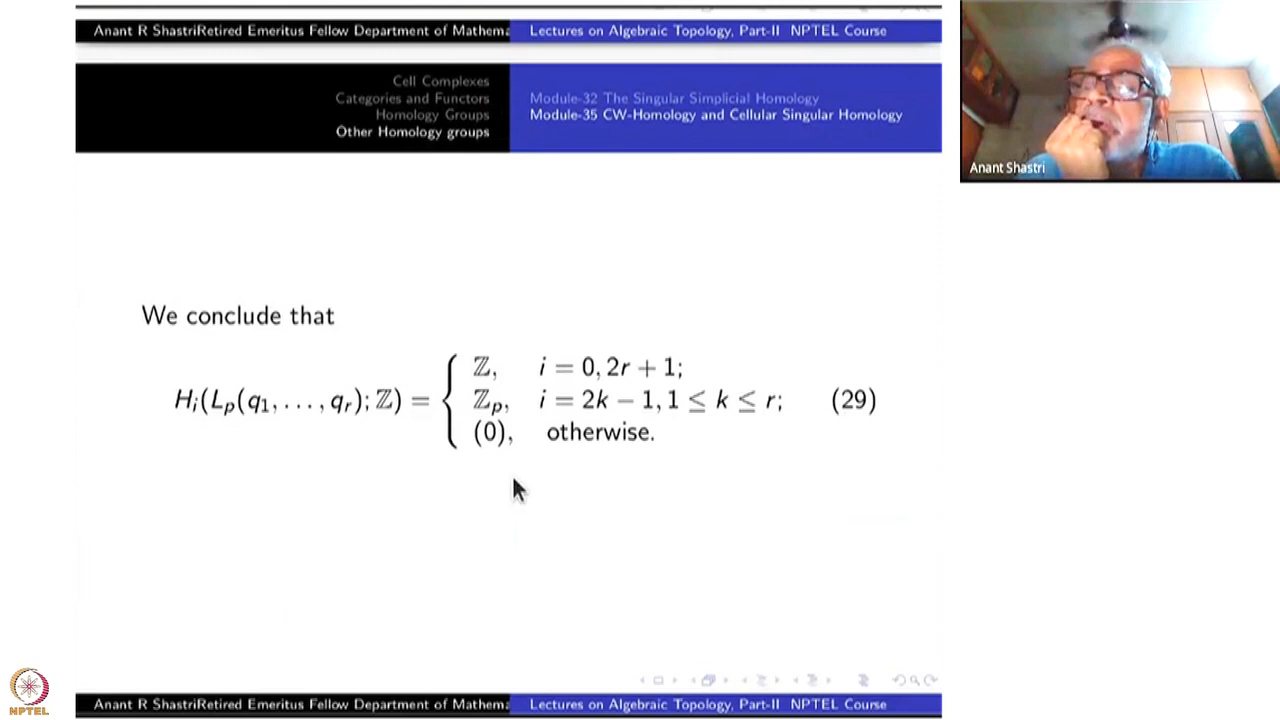 Anant R ShastriRetired Emeritus Fellow Department of Mathema Lectures on Algebraic Topology, Part-II NPTEL Course
Cell Complexes
Categories and Functors
Homology Groups
Other Homology groups
Module-32 The Singular Simplicial Homology
Module-35 CW-Homology and Cellular Singular Homology
Anant Shastri
We conclude that
H_i(L_p(q_1, . . . , q_r); ℤ) = { ℤ, i = 0, 2r + 1;
ℤ_p, i = 2k − 1, 1 ≤ k ≤ r; (29)
(0), otherwise.
NPTEL
Anant R ShastriRetired Emeritus Fellow Department of Mathema Lectures on Algebraic Topology, Part-II NPTEL Course